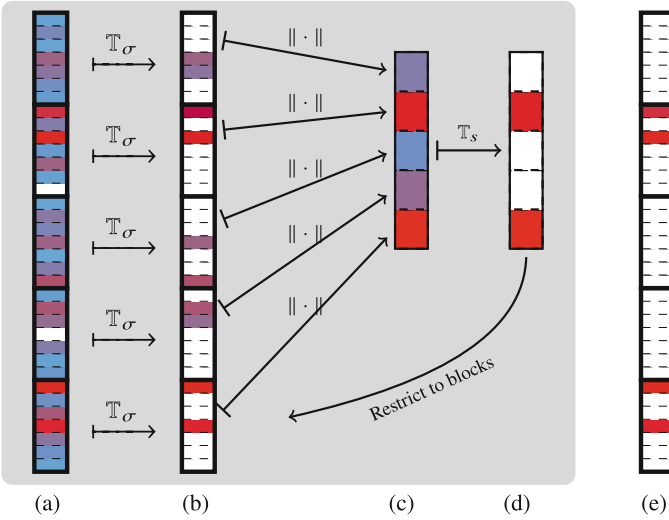 𝕋σ
‖ · ‖
‖ · ‖
𝕋s
𝕋σ
‖ · ‖
‖ · ‖
𝕋σ
‖ · ‖
𝕋σ
Restrict to blocks
𝕋σ
(a) (b) (c) (d) (e)